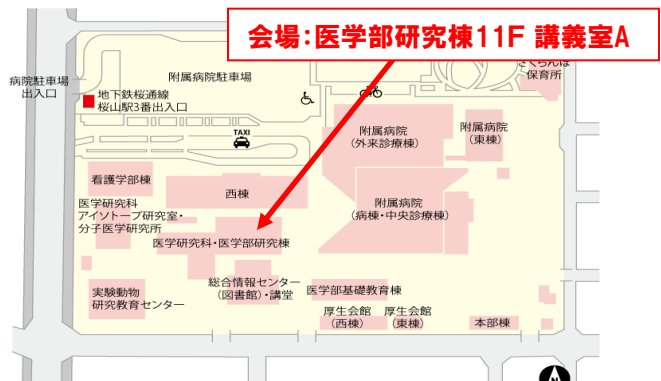 会場:医学部研究棟11F 講義室A
さくらんぼ
保育所
病院駐車場
出入口
附属病院駐車場
地下鉄桜通線
桜山駅3番出入口
TAXI
附属病院
(外来診療棟)
附属病院
(東棟)
看護学部棟
西棟
附属病院
(病棟・中央診療棟)
医学研究科
アイソトープ研究室・
分子医学研究所
医学研究科・医学部研究棟
総合情報センター
(図書館)・講堂
医学部基礎教育棟
実験動物
研究教育センター
厚生会館
(西棟)
厚生会館
(東棟)
本部棟
N